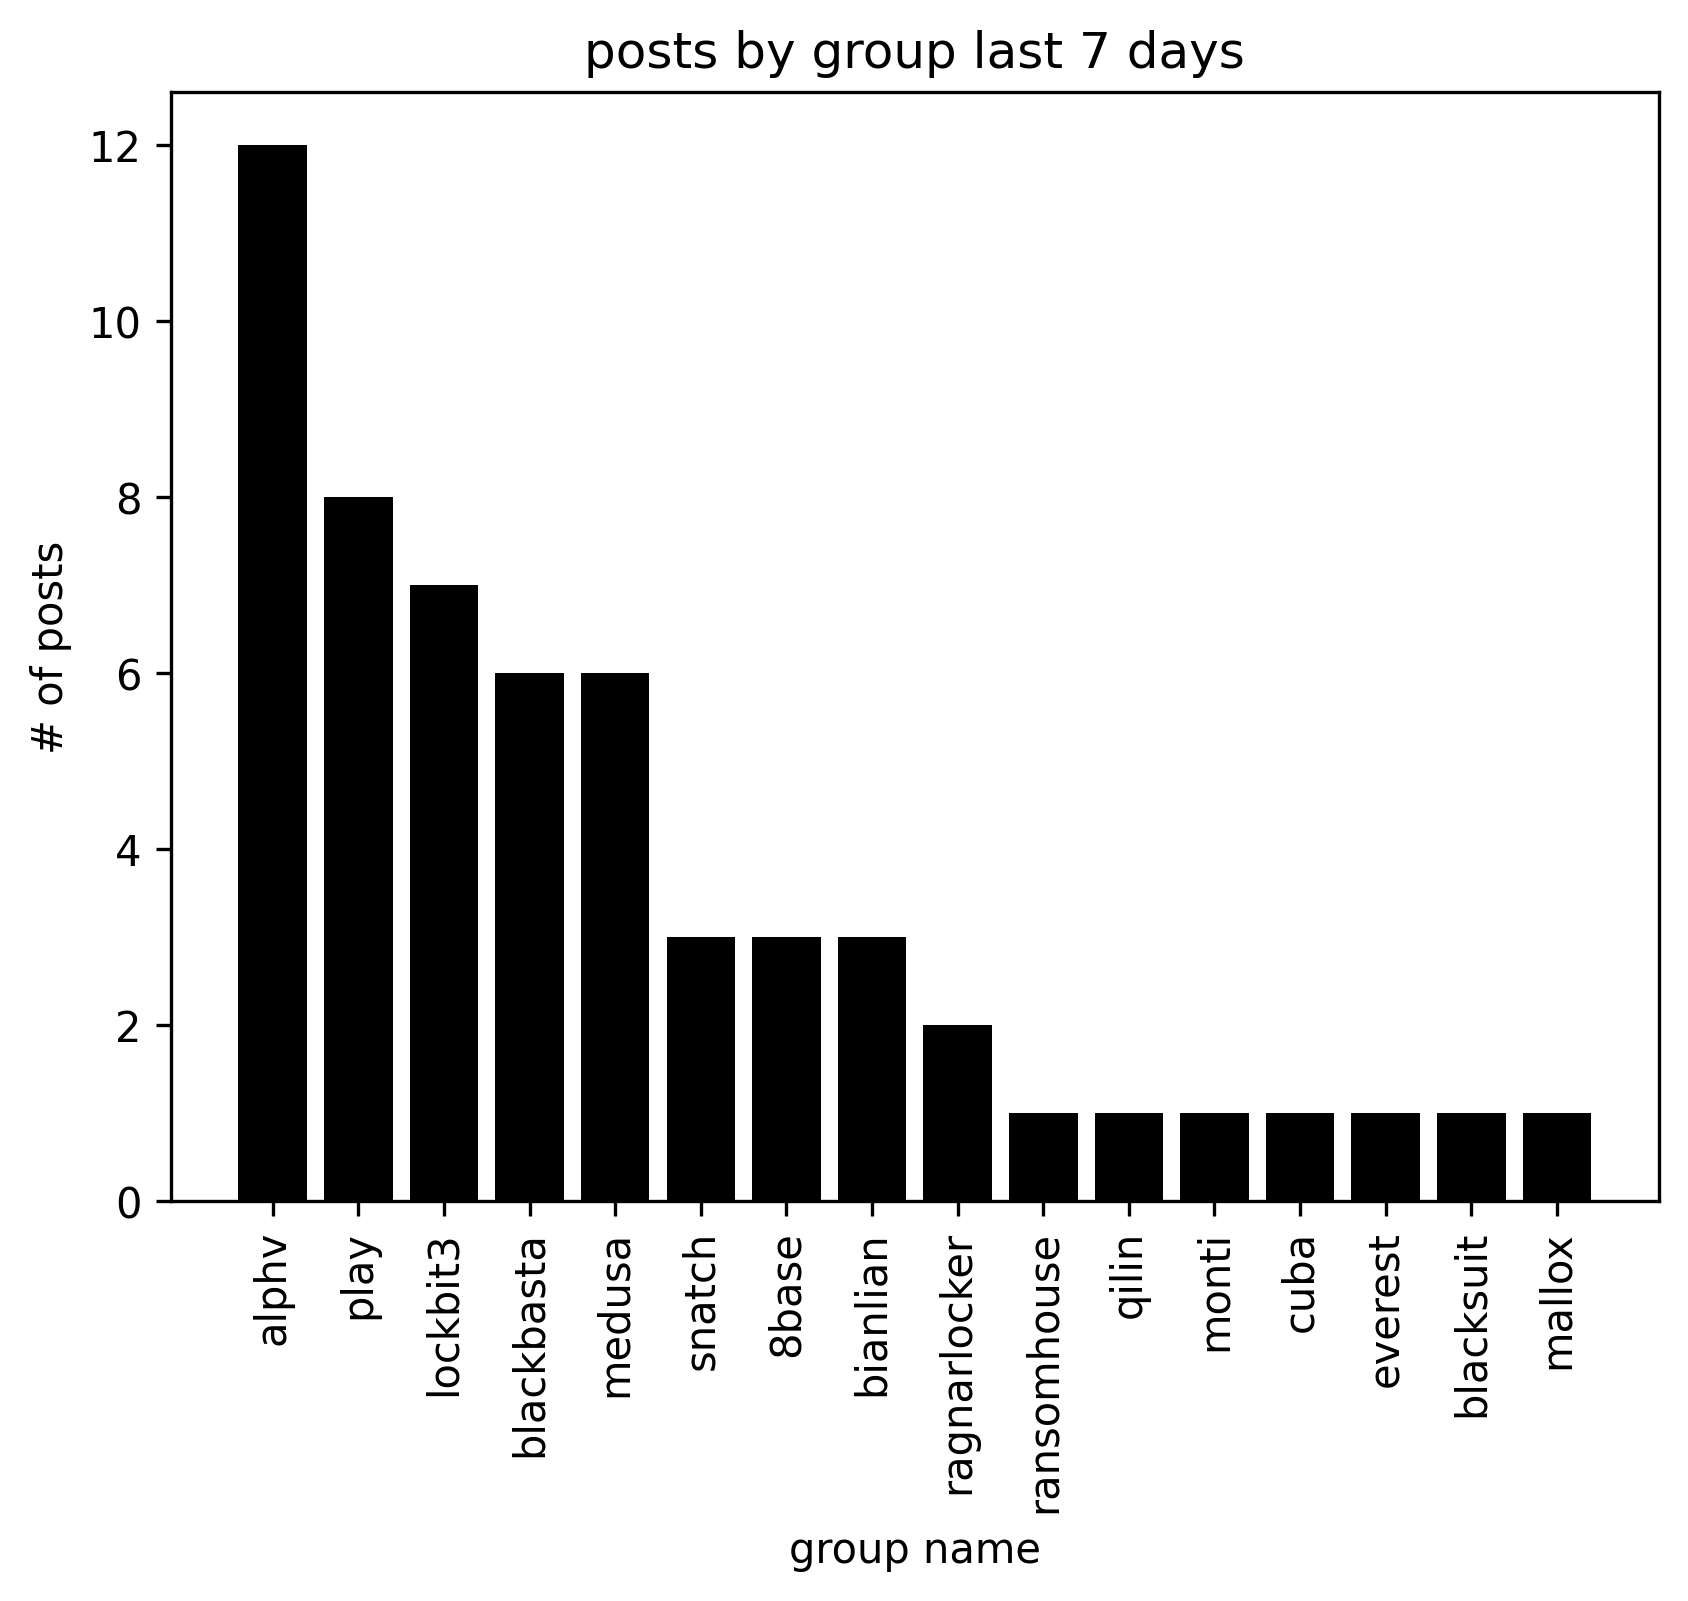 posts by group last 7 days
12
10
8
6
4
2
0
# of posts
alphv
play
lockbit3
blackbasta
medusa
snatch
8base
bianlian
ragnarlocker
ransomhouse
qilin
monti
cuba
everest
blacksuit
mallox
group name